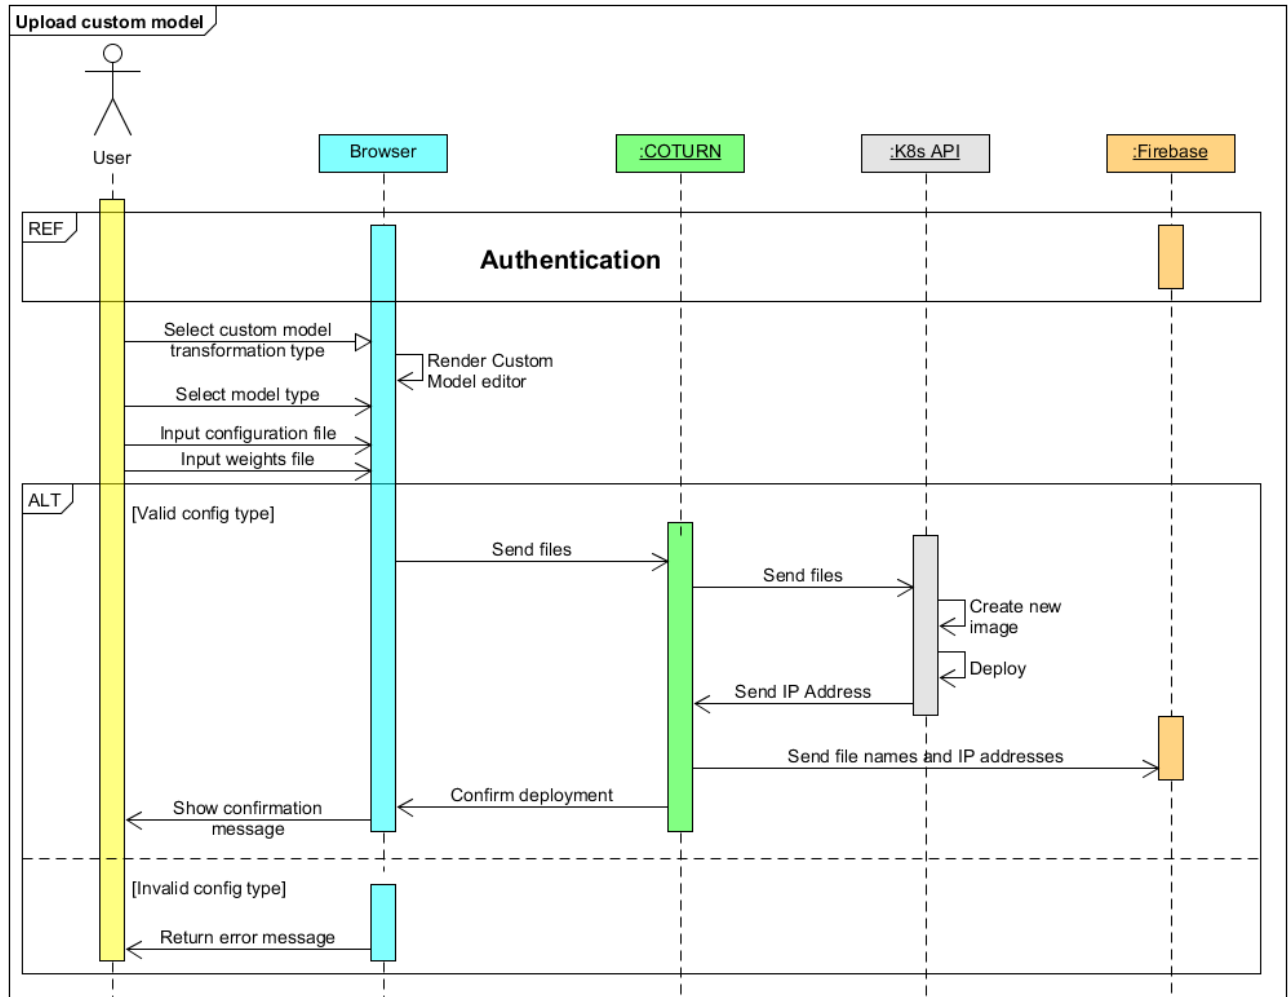 Upload custom model
User
Browser
:COTURN
:K8s API
:Firebase
REF
Authentication
Select custom model
transformation type
Render Custom
Model editor
Select model type
Input configuration file
Input weights file
ALT
[Valid config type]
Send files
Send files
Create new
image
Deploy
Send IP Address
Send file names and IP addresses
Confirm deployment
Show confirmation
message
[Invalid config type]
Return error message